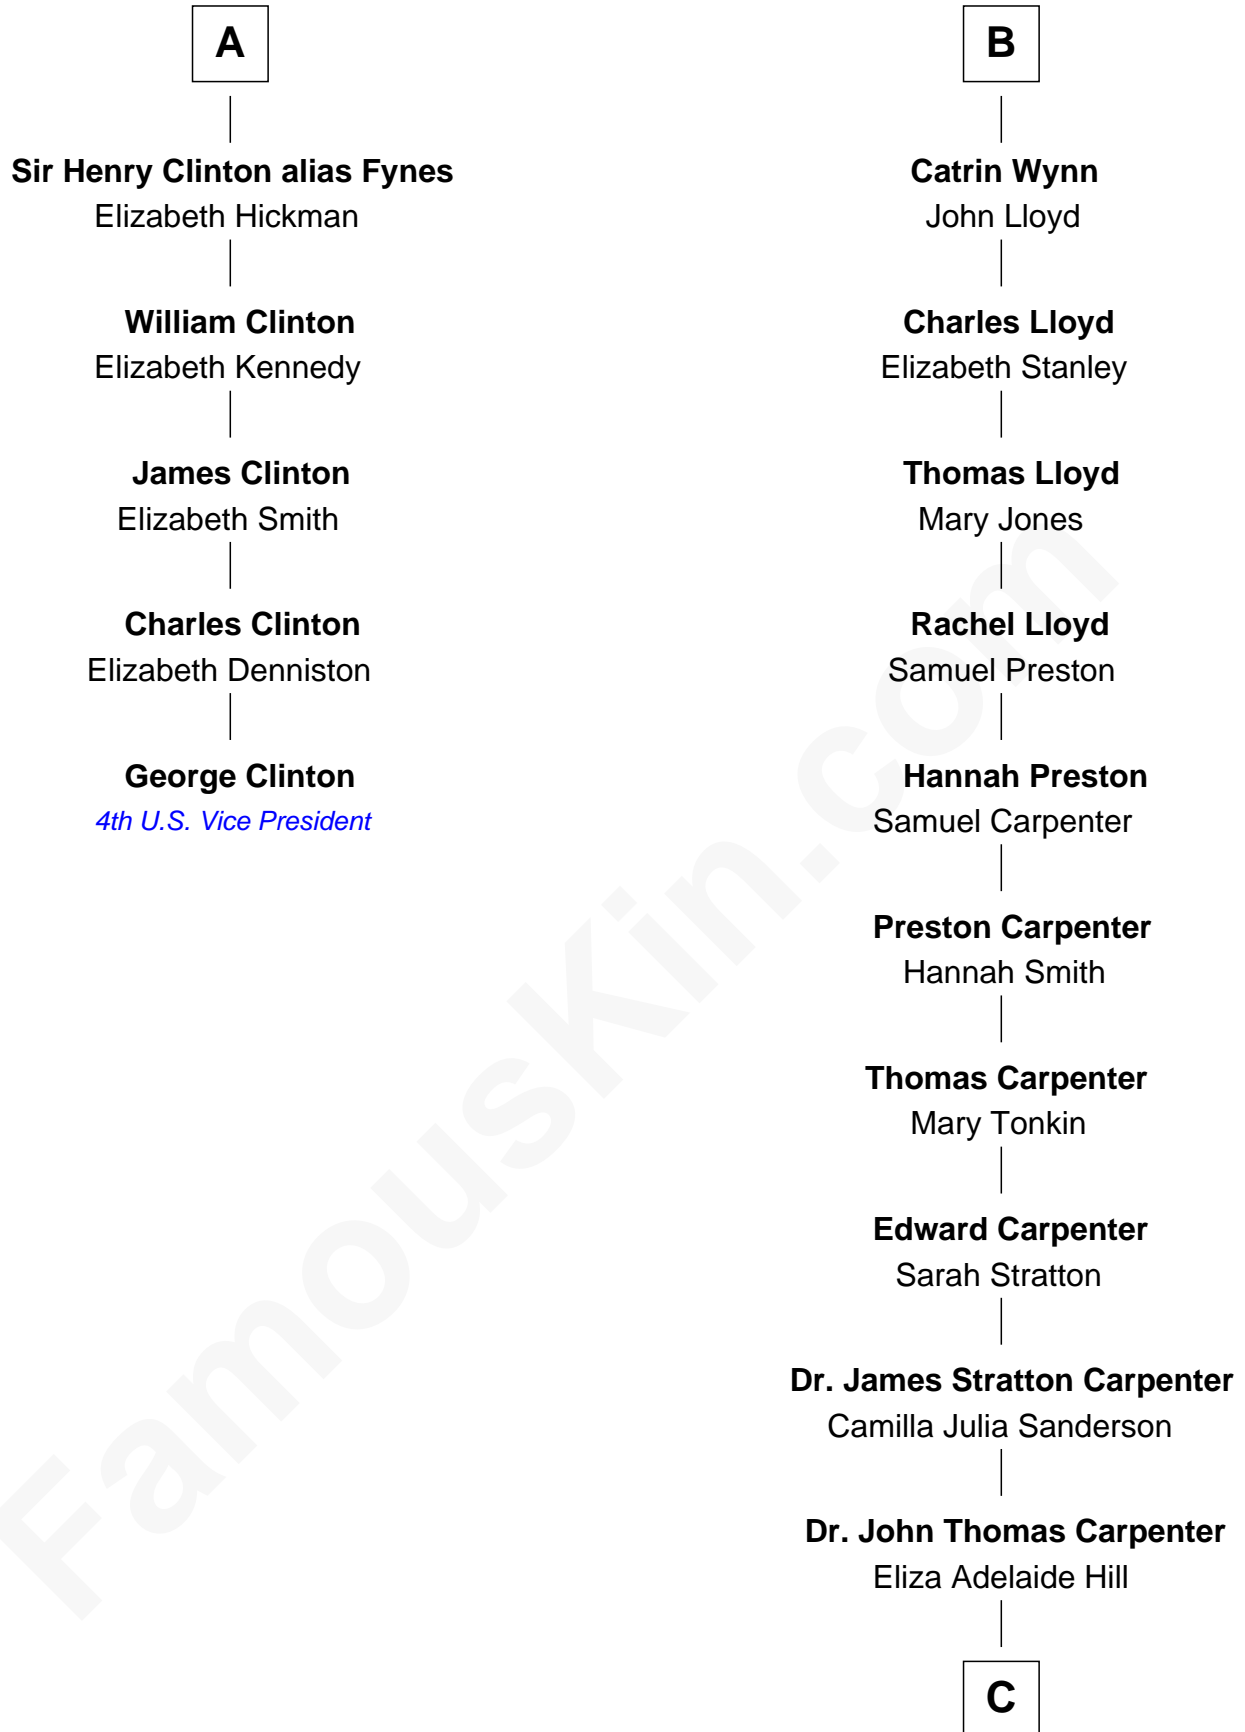 A
Sir Henry Clinton alias Fynes
Elizabeth Hickman
William Clinton
Elizabeth Kennedy
James Clinton
Elizabeth Smith
Charles Clinton
Elizabeth Denniston
George Clinton
4th U.S. Vice President
B
Catrin Wynn
John Lloyd
Charles Lloyd
Elizabeth Stanley
Thomas Lloyd
Mary Jones
Rachel Lloyd
Samuel Preston
Hannah Preston
Samuel Carpenter
Preston Carpenter
Hannah Smith
Thomas Carpenter
Mary Tonkin
Edward Carpenter
Sarah Stratton
Dr. James Stratton Carpenter
Camilla Julia Sanderson
Dr. John Thomas Carpenter
Eliza Adelaide Hill
C
FamousKin.com